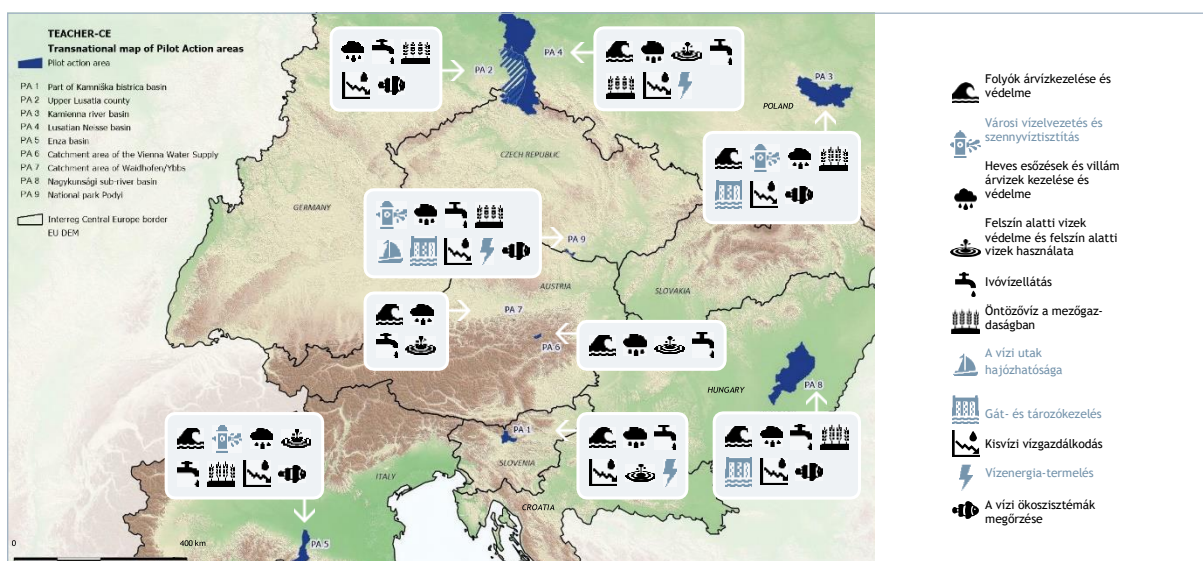 TEACHER-CE
Transnational map of Pilot Action areas
Pilot action area
PA 1 Part of Kamniška bistrica basin
PA 2 Upper Lusatia county
PA 3 Kamienna river basin
PA 4 Lusatian Neisse basin
PA 5 Enza basin
PA 6 Catchment area of the Vienna Water Supply
PA 7 Catchment area of Waidhofen/Ybbs
PA 8 Nagykunsági sub-river basin
PA 9 National park Podyi
Interreg Central Europe border
EU DEM
PA 2
PA 4
PA 3
POLAND
CZECH REPUBLIC
GERMANY
PA 9
AUSTRIA
SLOVAKIA
PA 7
PA 6
HUNGARY
PA 8
PA 1
SLOVENIA
ITALY
CROATIA
PA 5
0
400 km
Folyók árvízkezelése és
védelme
Városi vízelvezetés és
szennyvíztisztítás
Heves esőzések és villám
árvizek kezelése és
védelme
Felszín alatti vizek
védelme és felszín alatti
vizek használata
Ivóvízellátás
Öntözővíz a mezőgaz-
daságban
A vízi utak
hajózhatósága
Gát- és tározókezelés
Kisvízi vízgazdálkodás
Vízenergia-termelés
A vízi ökoszisztémák
megőrzése